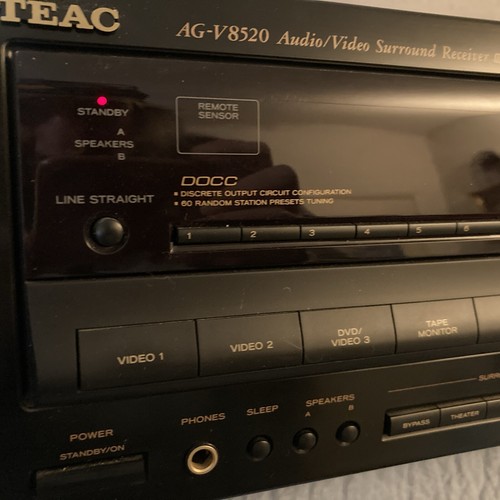 TEAC
AG-V8520 Audio/Video Surround Receiver
STANDBY
A
SPEAKERS
B
REMOTE
SENSOR
DOCC
• DISCRETE OUTPUT CIRCUIT CONFIGURATION
• 60 RANDOM STATION PRESETS TUNING
LINE STRAIGHT
1 2 3 4 5 6
VIDEO 1
VIDEO 2
DVD/
VIDEO 3
TAPE
MONITOR
POWER
STANDBY/ON
PHONES
SLEEP
SPEAKERS
A B
BYPASS
THEATER